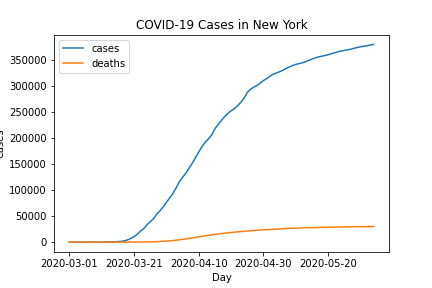 COVID-19 Cases in New York
cases
deaths
350000
300000
250000
200000
150000
100000
50000
0
cases
2020-03-01 2020-03-21 2020-04-10 2020-04-30 2020-05-20
Day